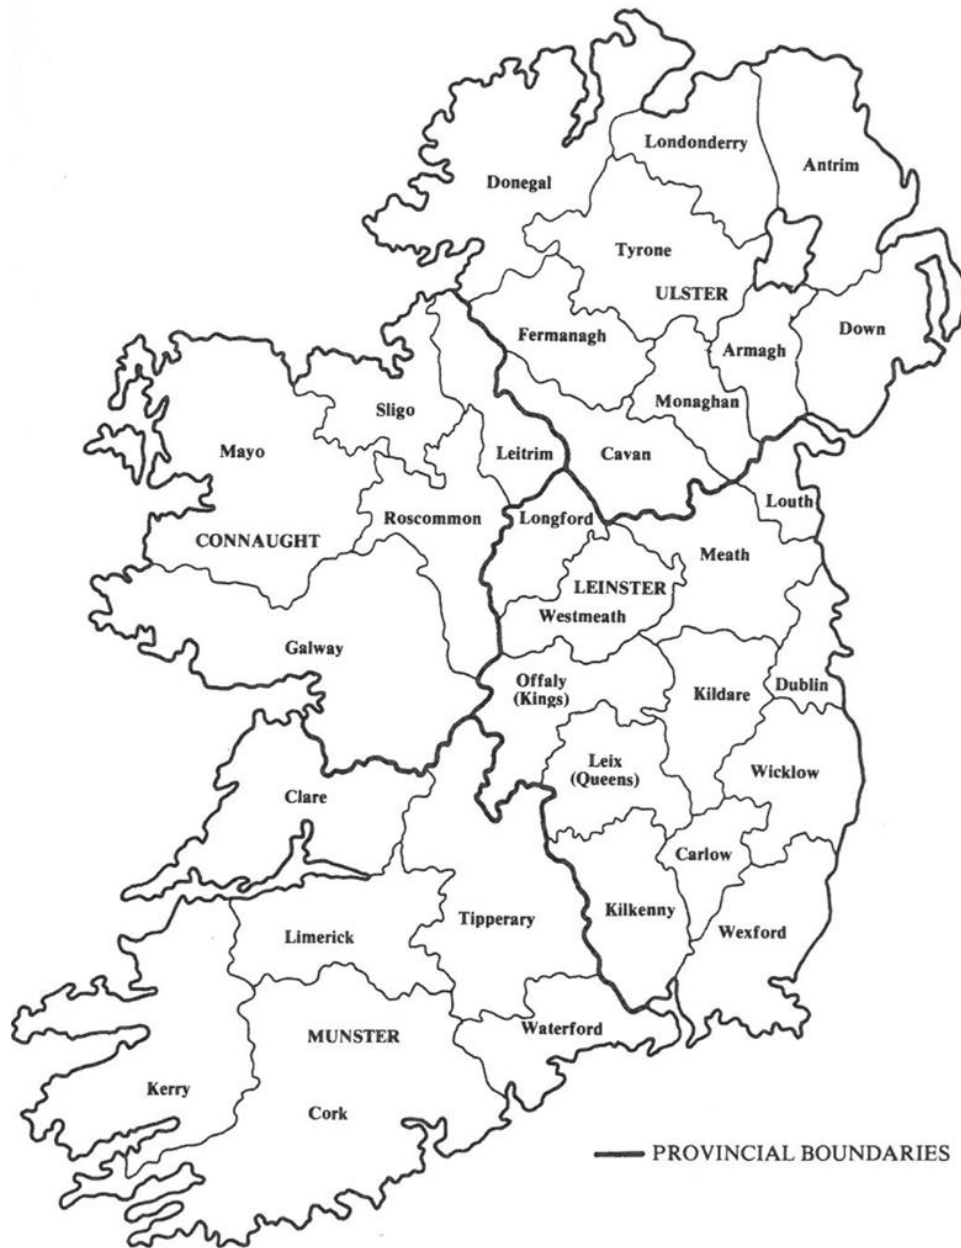 Londonderry
Antrim
Donegal
Tyrone
ULSTER
Fermanagh
Down
Armagh
Monaghan
Sligo
Mayo
Leitrim
Cavan
Louth
Roscommon
Longford
CONNAUGHT
Meath
LEINSTER
Westmeath
Galway
Offaly
(Kings)
Kildare
Dublin
Leix
(Queens)
Wicklow
Clare
Carlow
Kilkenny
Tipperary
Wexford
Limerick
Waterford
MUNSTER
Kerry
Cork
PROVINCIAL BOUNDARIES